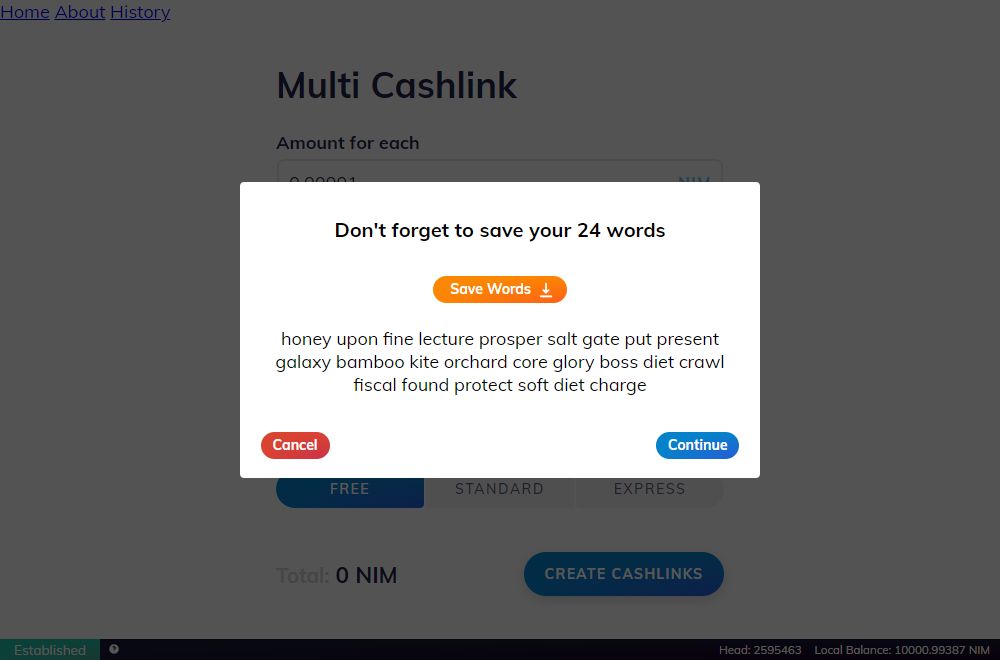 Home About History
Multi Cashlink
Amount for each
0.00001 NIM
Don't forget to save your 24 words
Save Words
honey upon fine lecture prosper salt gate put present
galaxy bamboo kite orchard core glory boss diet crawl
fiscal found protect soft diet charge
Cancel Continue
FREE STANDARD EXPRESS
Total: 0 NIM CREATE CASHLINKS
Established ? Head: 2595463 Local Balance: 10000.99387 NIM